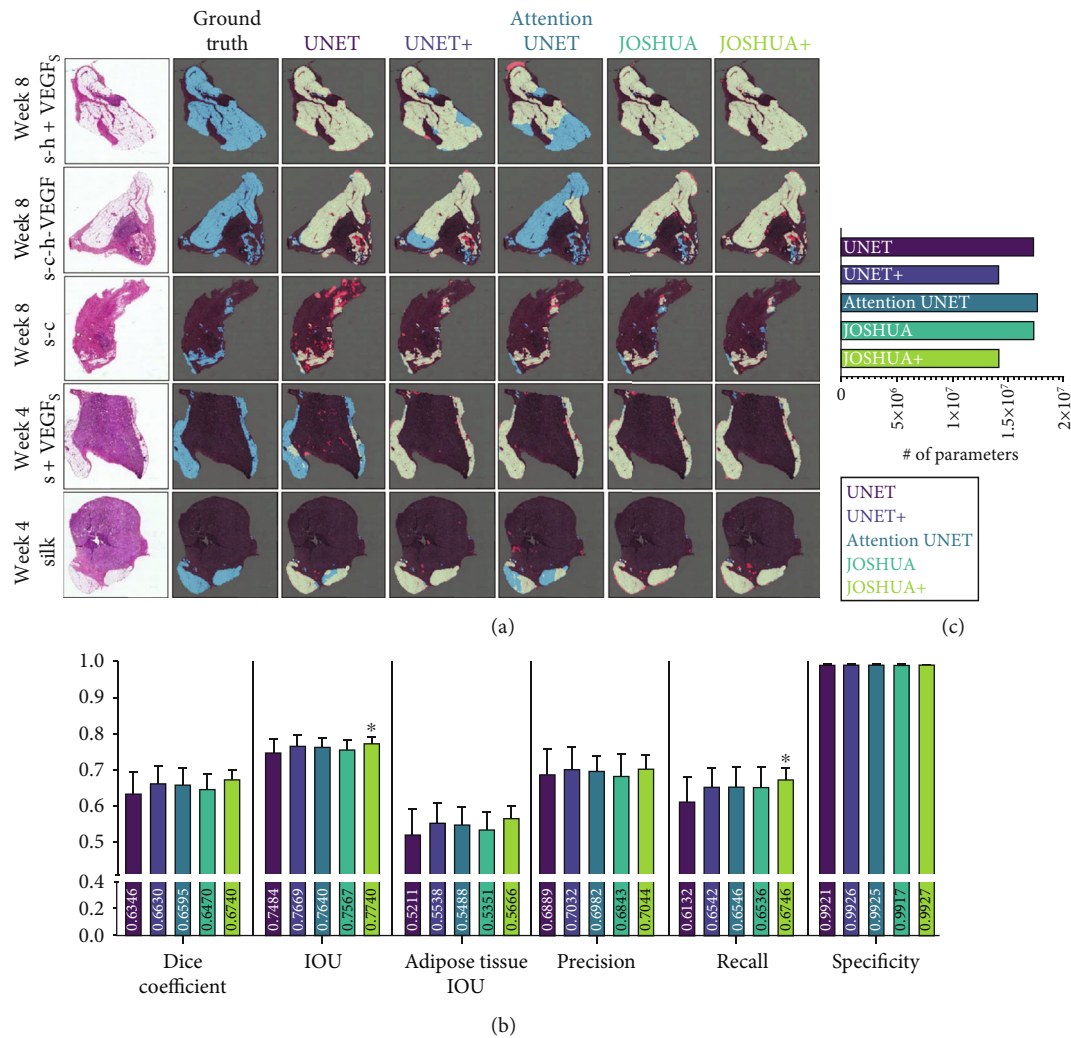 Ground truth
UNET
UNET+
Attention UNET
JOSHUA
JOSHUA+
Week 8
s-h + VEGFs
Week 8
s-c-h-VEGF
Week 8
s-c
Week 4
s + VEGFs
Week 4
silk
(a)
UNET
UNET+
Attention UNET
JOSHUA
JOSHUA+
0
5×10⁷
1×10⁷
1.5×10⁷
2×10⁷
# of parameters
UNET
UNET+
Attention UNET
JOSHUA
JOSHUA+
(c)
1.0
0.9
0.8
0.7
0.6
0.5
0.4
0.2
0.0
*
*
0.6346
0.6630
0.6595
0.6470
0.6740
0.7484
0.7669
0.7640
0.7567
0.7740
0.5211
0.5538
0.5488
0.5351
0.5666
0.6889
0.7032
0.6982
0.6843
0.7044
0.6132
0.6542
0.6546
0.6536
0.6746
0.9921
0.9926
0.9925
0.9917
0.9927
Dice
coefficient
IOU
Adipose tissue
IOU
Precision
Recall
Specificity
(b)